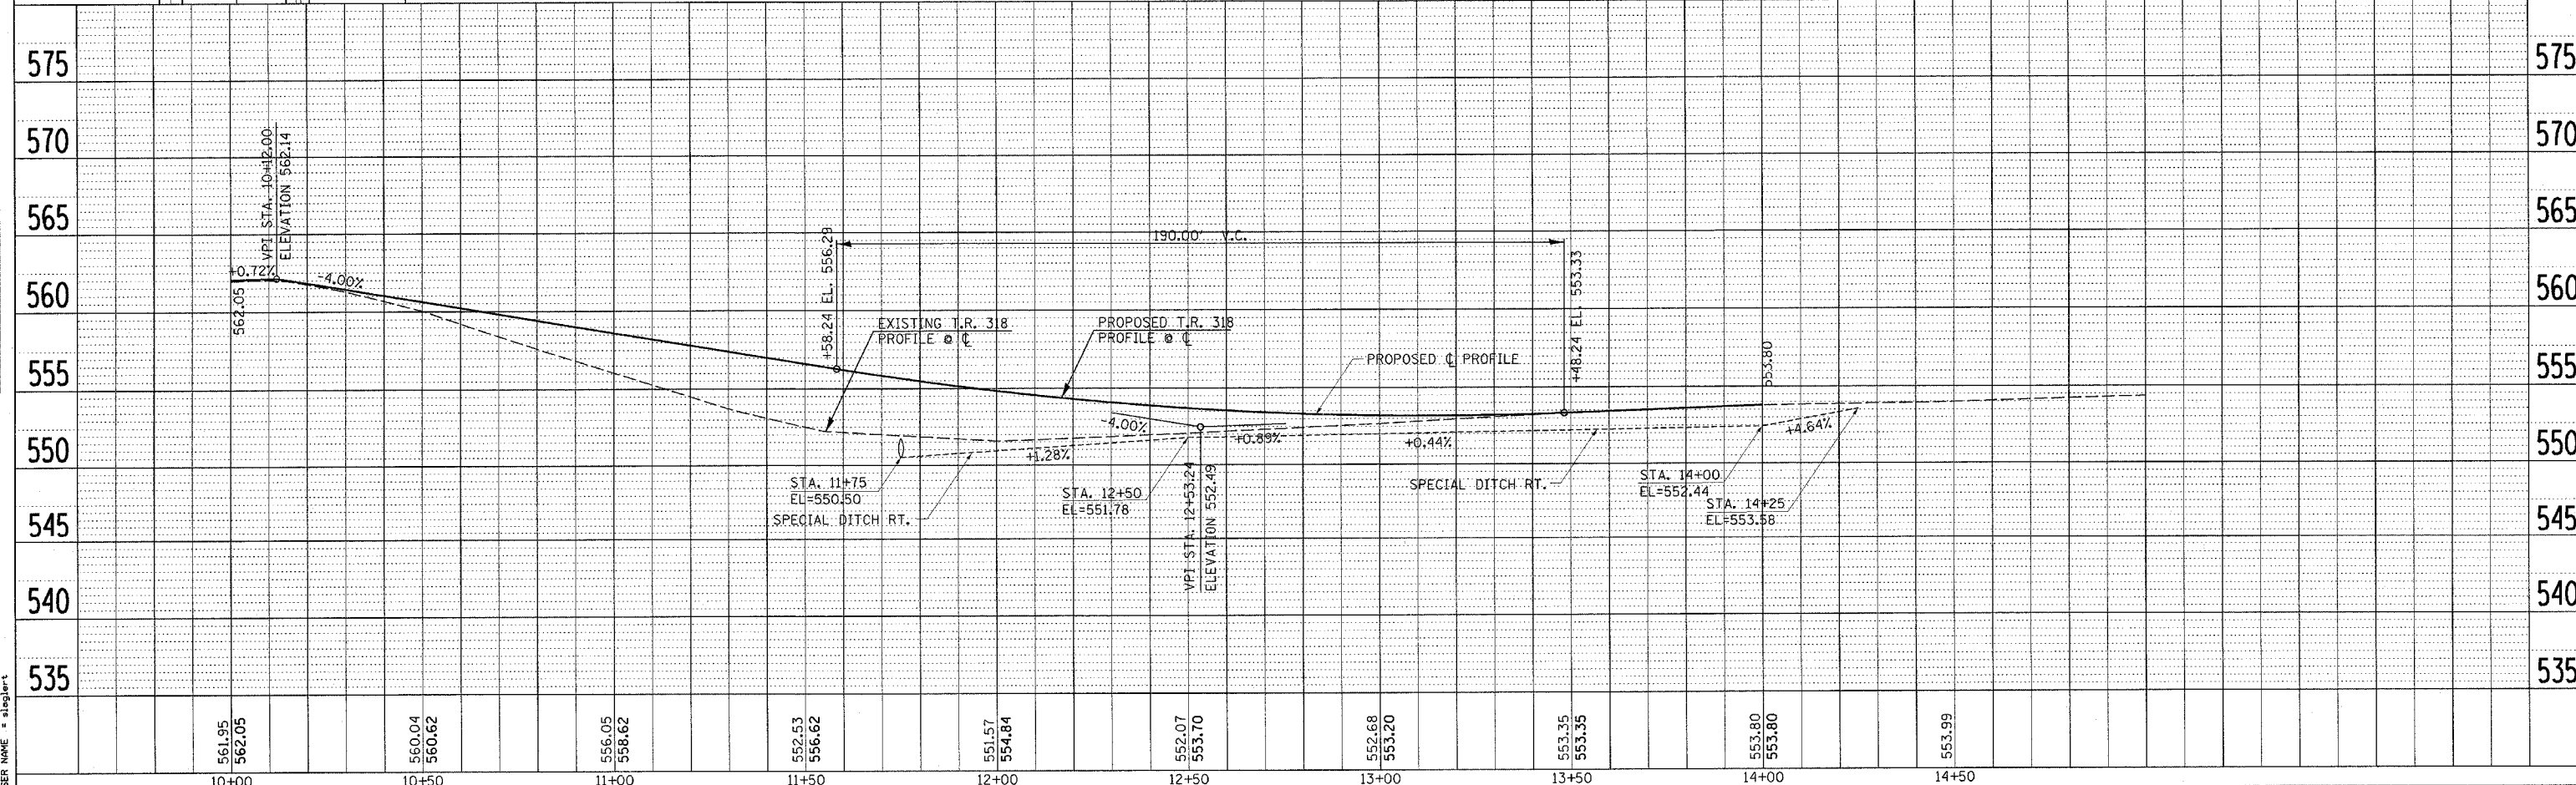 575
575
570
570
565
565
560
560
555
555
550
550
545
545
540
540
535
535
VPI STA. 10+12.00
ELEVATION 562.14
+0.72%
-4.00%
562.05
+58.24 EL. 556.29
190.00' V.C.
+48.24 EL. 553.33
EXISTING T.R. 318
PROFILE @ ℄
PROPOSED T.R. 318
PROFILE @ ℄
PROPOSED ℄ PROFILE
553.80
-4.00%
+0.89%
+1.28%
+0.44%
+4.64%
STA. 11+75
EL=550.50
SPECIAL DITCH RT.
STA. 12+50
EL=551.78
VPI STA. 12+53.24
ELEVATION 552.49
SPECIAL DITCH RT.
STA. 14+00
EL=552.44
STA. 14+25
EL=553.58
561.95
562.05
560.04
560.62
556.05
558.62
552.53
556.62
551.57
554.84
552.07
553.70
552.68
553.20
553.35
553.35
553.80
553.80
553.99
10+00
10+50
11+00
11+50
12+00
12+50
13+00
13+50
14+00
14+50
SER NAME = slaglert